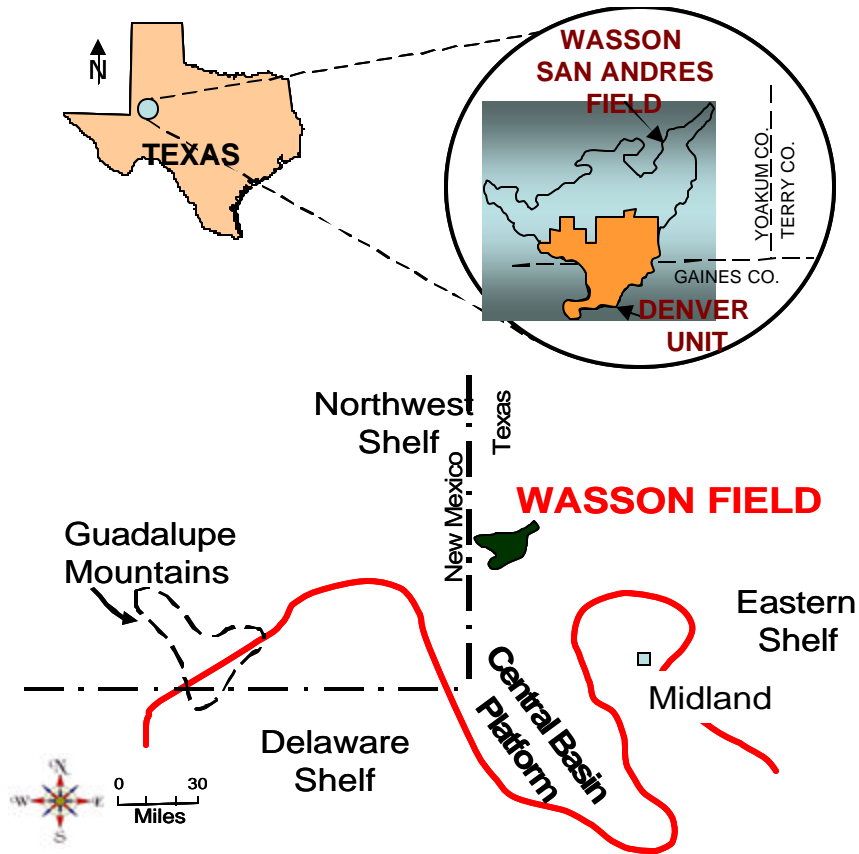 N
TEXAS
WASSON
SAN ANDRES
FIELD
YOAKUM CO.
TERRY CO.
GAINES CO.
DENVER
UNIT
Northwest
Shelf
Texas
New Mexico
WASSON FIELD
Guadalupe
Mountains
Eastern
Shelf
Central Basin
Platform
Midland
Delaware
Shelf
N
W
E
S
0 30
Miles